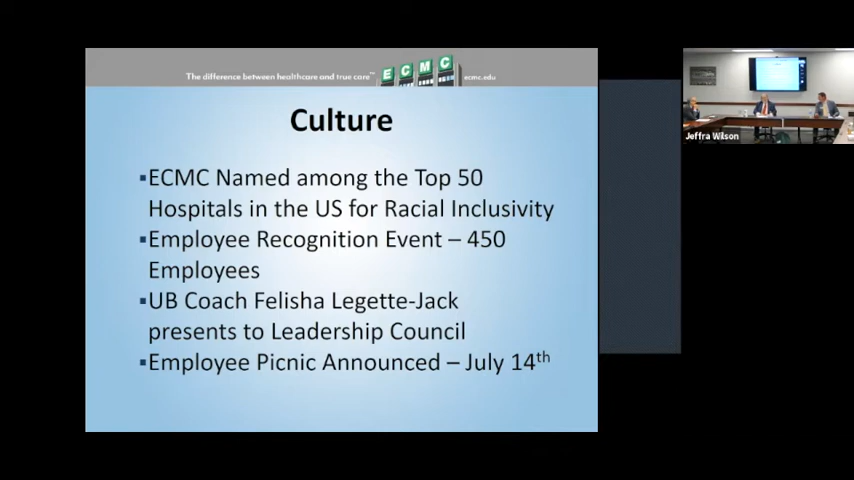 The difference between healthcare and true care™
ECMC
ecmc.edu
Culture
▪ECMC Named among the Top 50
Hospitals in the US for Racial Inclusivity
▪Employee Recognition Event – 450
Employees
▪UB Coach Felisha Legette-Jack
presents to Leadership Council
▪Employee Picnic Announced – July 14th
Jeffra Wilson